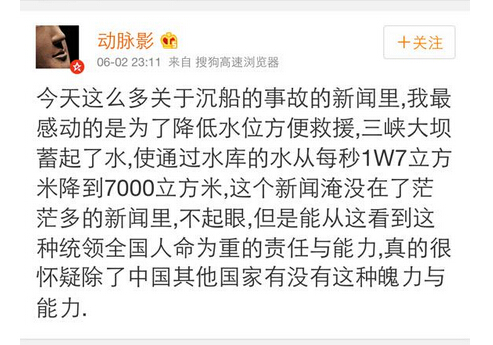 动脉影
+关注
06-02 23:11 来自 搜狗高速浏览器
今天这么多关于沉船的事故的新闻里,我最
感动的是为了降低水位方便救援,三峡大坝
蓄起了水,使通过水库的水从每秒1W7立方
米降到7000立方米,这个新闻淹没在了茫
茫多的新闻里,不起眼,但是能从这看到这
种统领全国人命为重的责任与能力,真的很
怀疑除了中国其他国家有没有这种魄力与
能力.